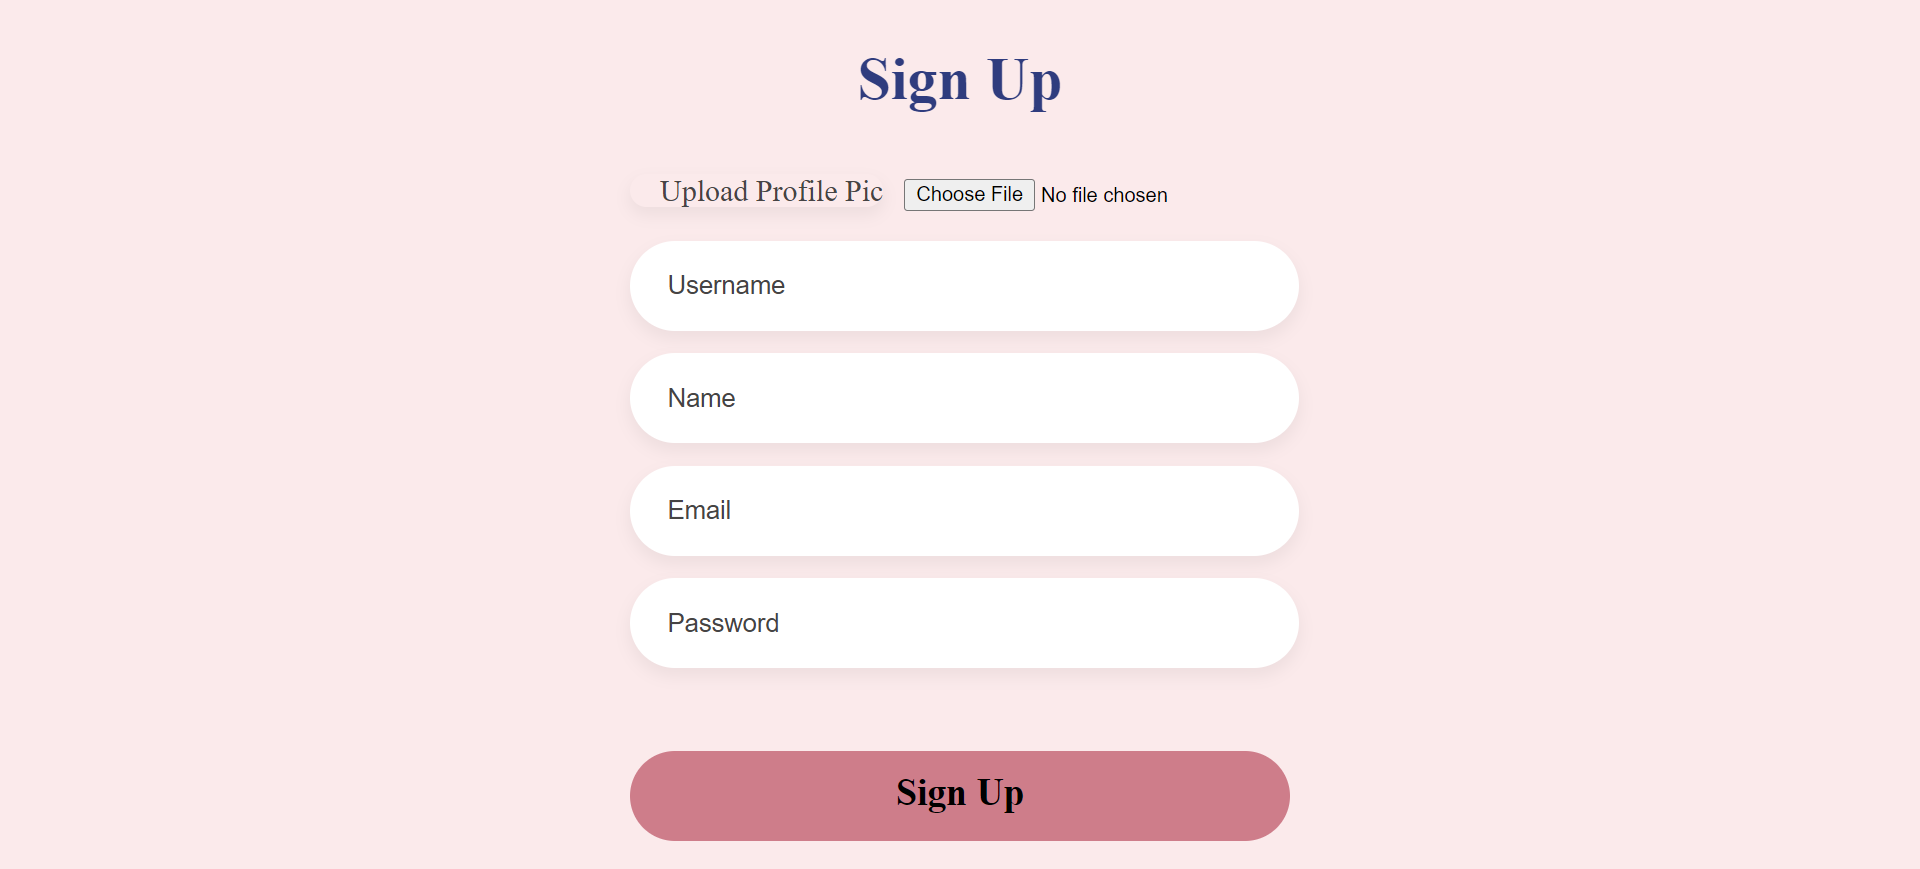 Sign Up
Upload Profile Pic Choose File No file chosen
Username
Name
Email
Password
Sign Up